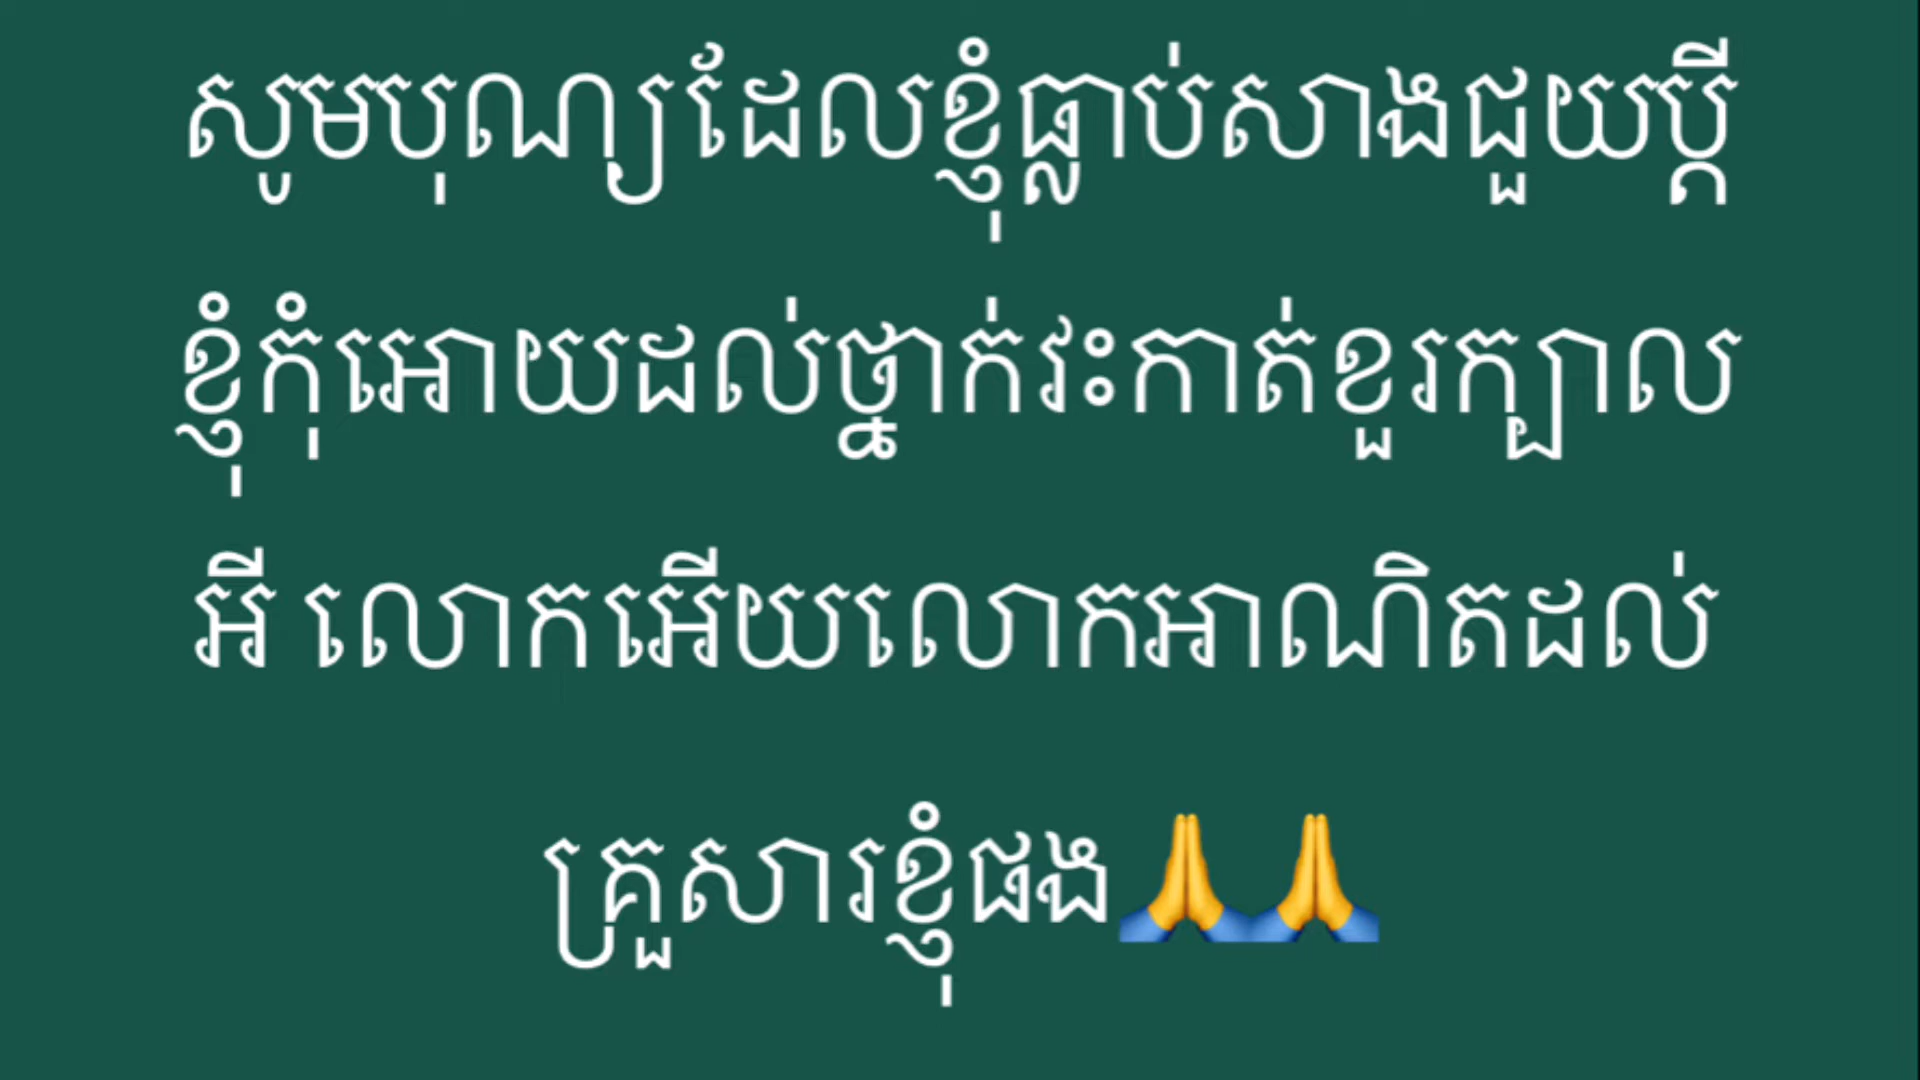 សូមបុណ្យដែលខ្ញុំធ្លាប់សាងជួយប្តី
ខ្ញុំកុំអោយដល់ថ្នាក់វះកាត់ខួរក្បាល
អី លោកអើយលោកអាណិតដល់
គ្រួសារខ្ញុំផង🙏🙏